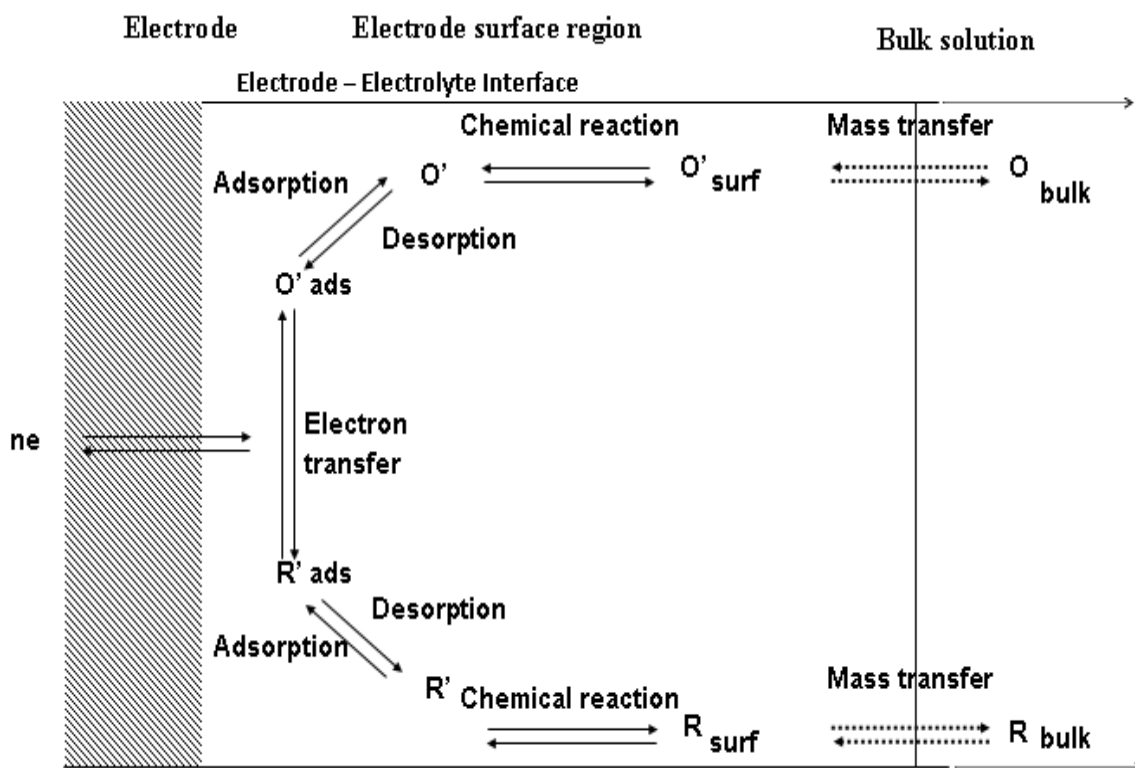 Electrode
Electrode surface region
Bulk solution
Electrode – Electrolyte Interface
Chemical reaction
Mass transfer
Adsorption
O'
O' surf
O bulk
Desorption
O' ads
ne
Electron
transfer
R' ads
Desorption
Adsorption
R'
Chemical reaction
Mass transfer
R surf
R bulk